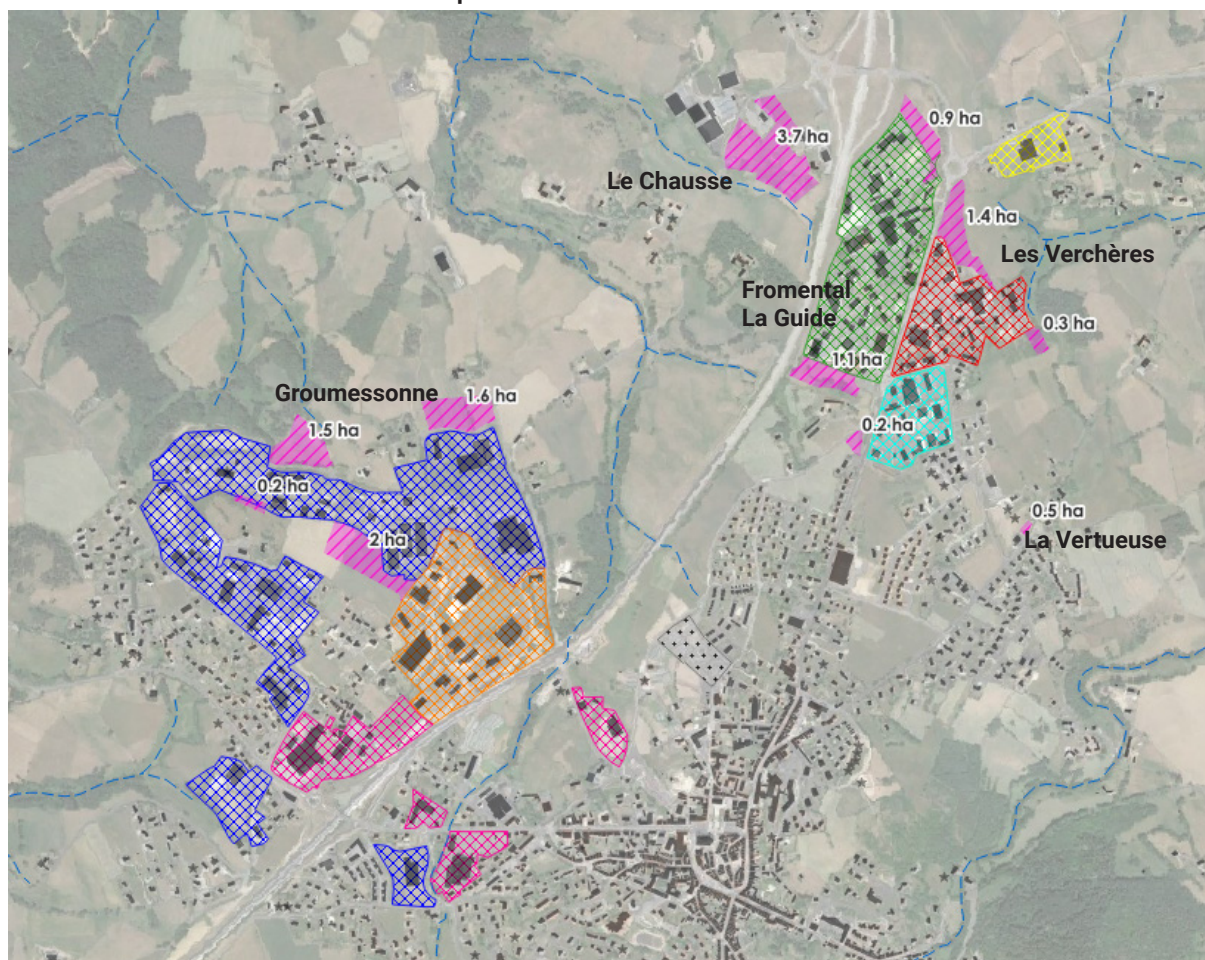 0.9 ha
3.7 ha
Le Chausse
1.4 ha
Les Verchères
Fromental
La Guide
0.3 ha
1.1 ha
Groumessonne
1.6 ha
1.5 ha
0.2 ha
0.2 ha
0.5 ha
La Vertueuse
2 ha